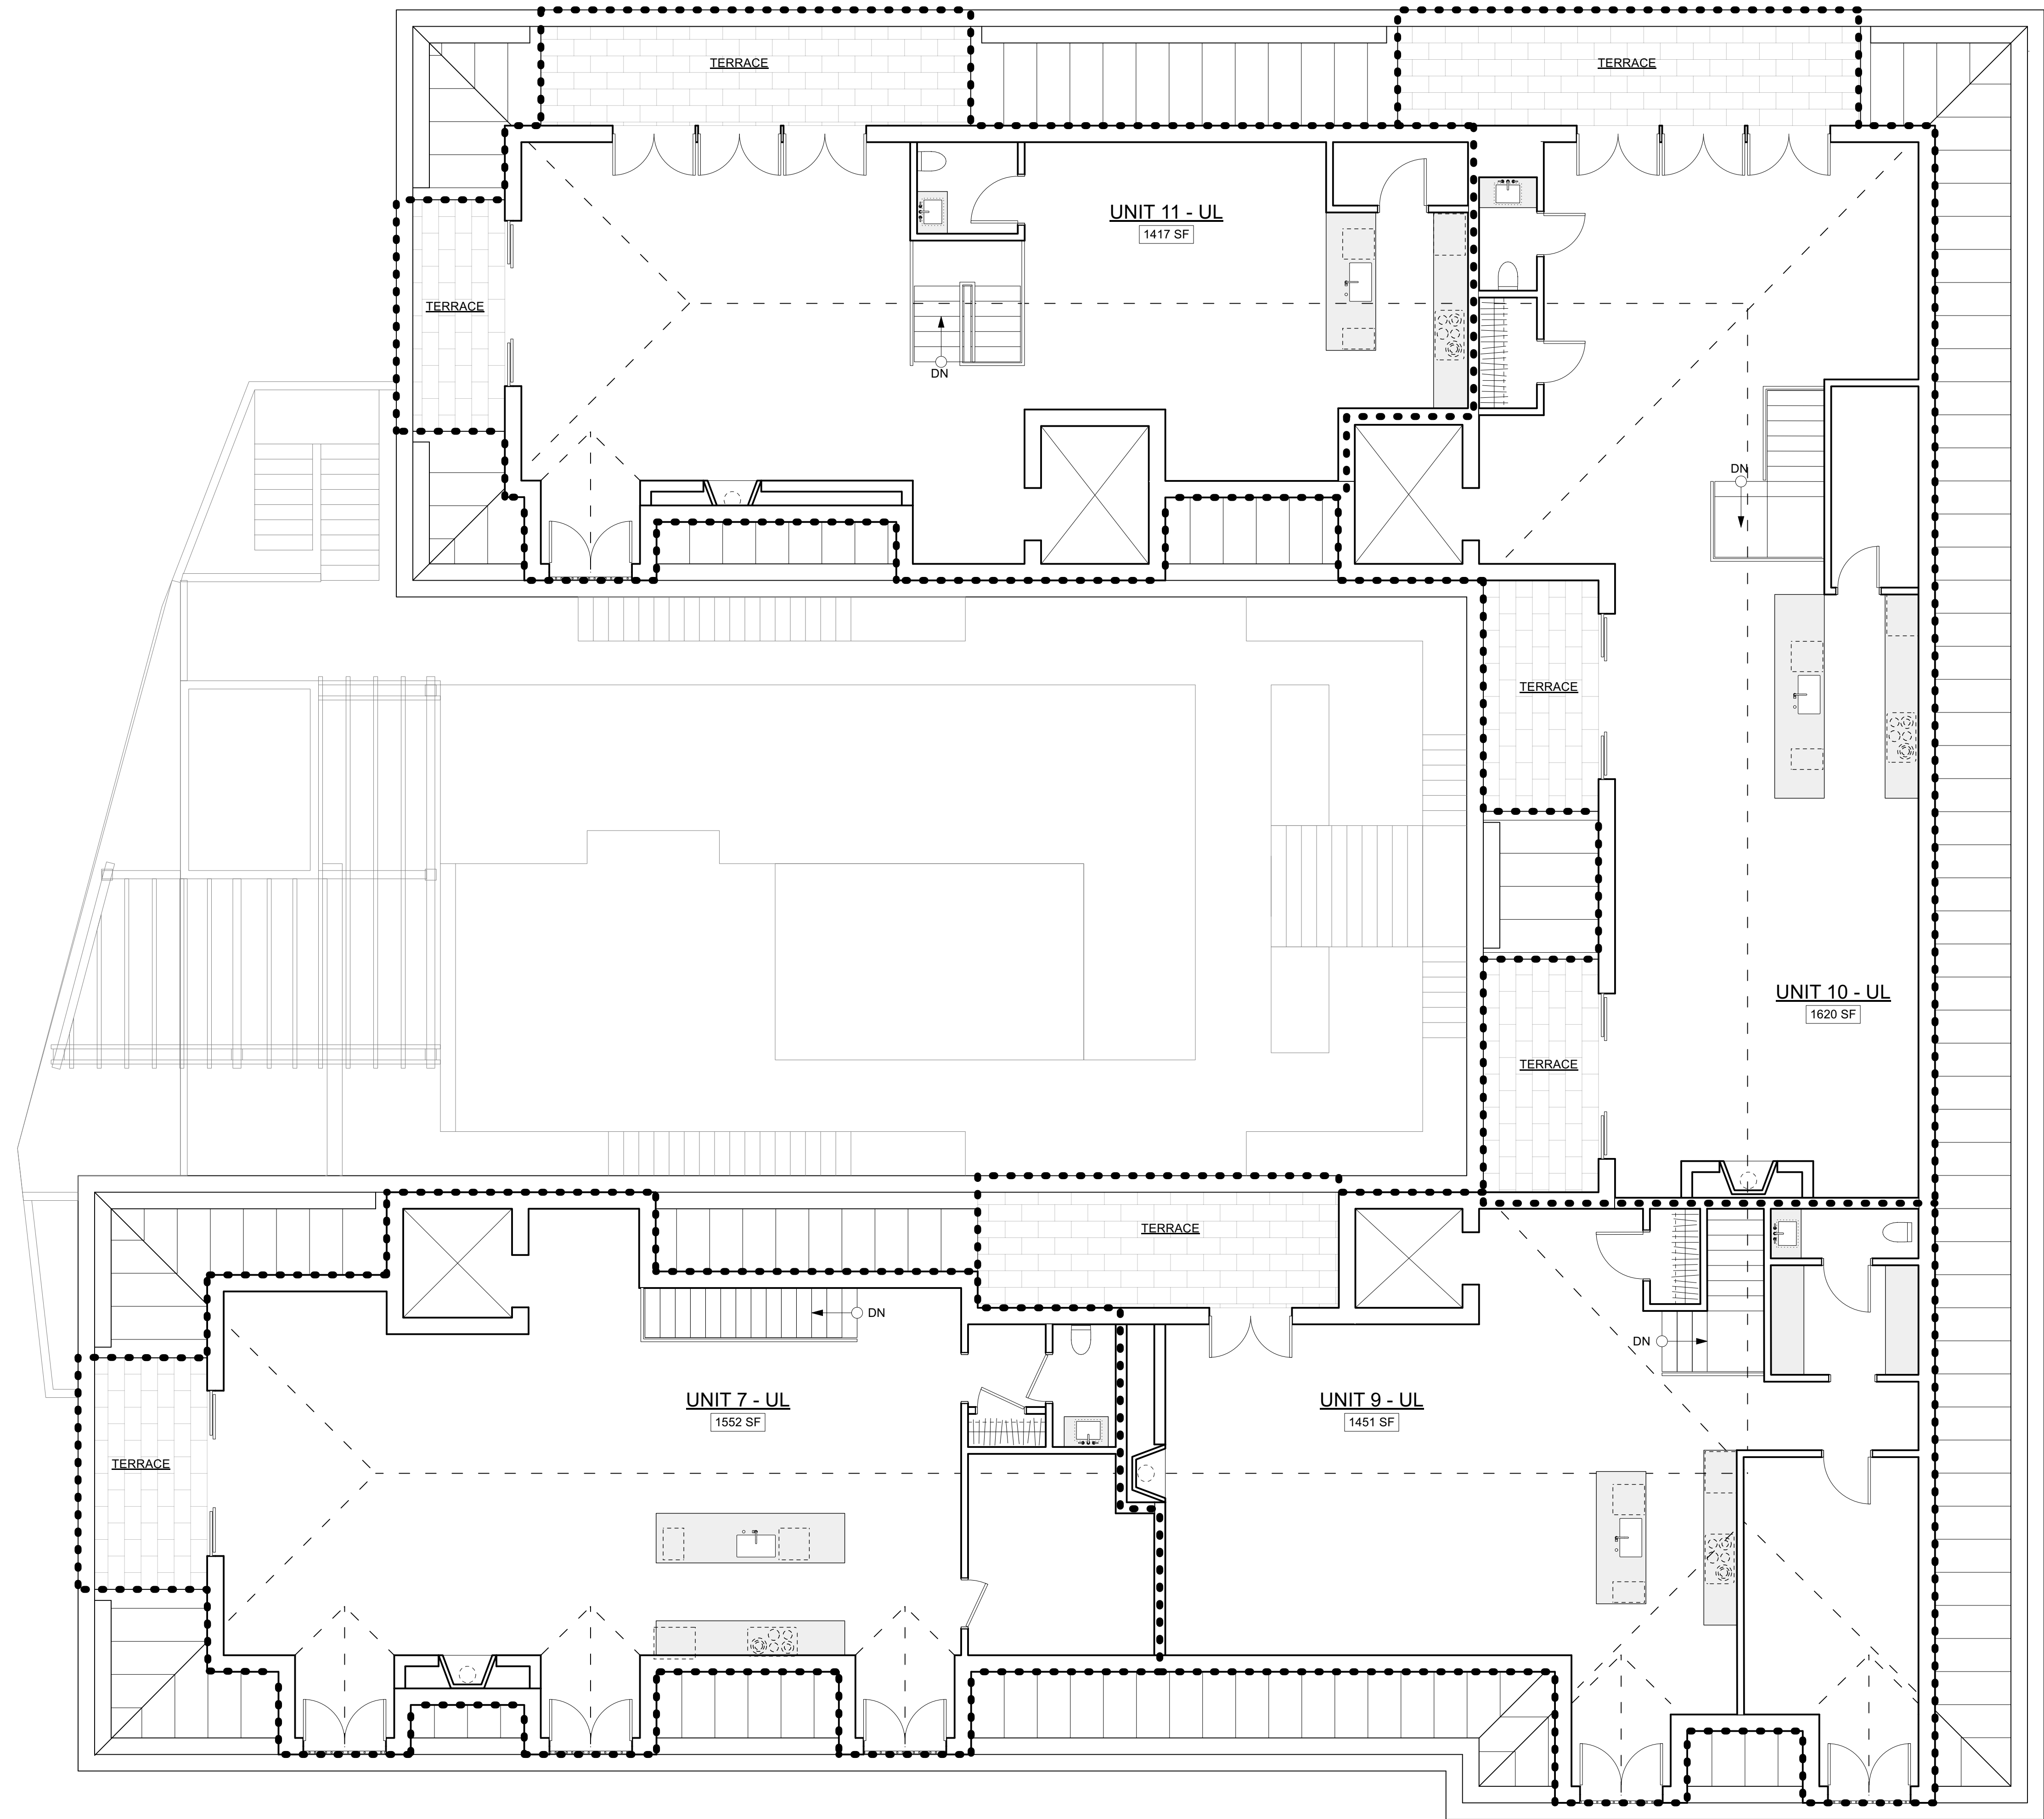 TERRACE
TERRACE
UNIT 11 - UL
1417 SF
TERRACE
DN
DN
TERRACE
UNIT 10 - UL
1620 SF
TERRACE
TERRACE
DN
DN
UNIT 7 - UL
1552 SF
UNIT 9 - UL
1451 SF
TERRACE